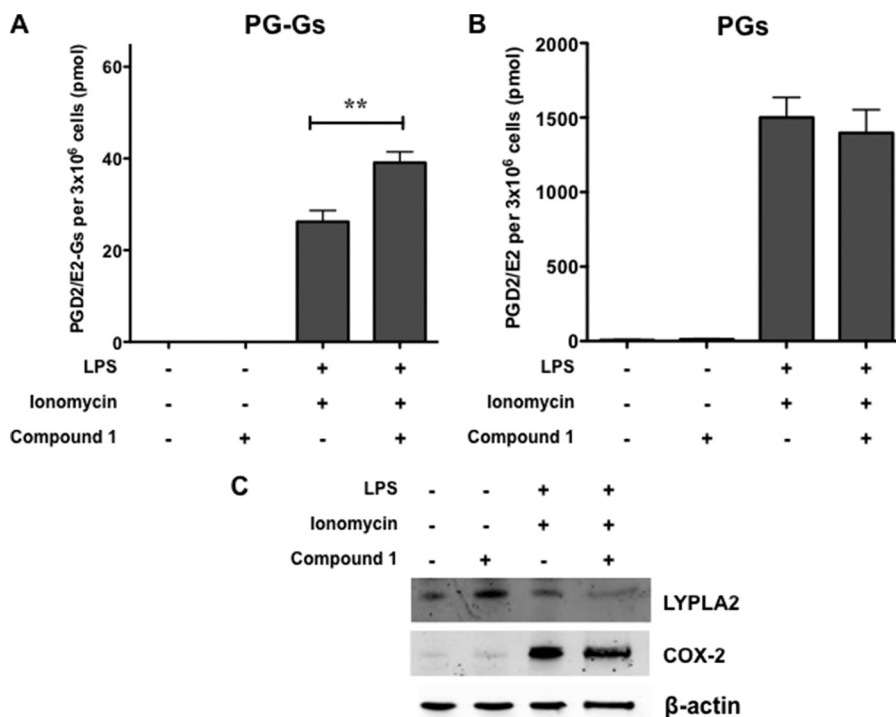 A
PG-Gs
PGD2/E2-Gs per 3x10⁶ cells (pmol)
60
40
20
0
**
LPS - - + +
Ionomycin - - + +
Compound 1 - + - +
B
PGs
PGD2/E2 per 3x10⁶ cells (pmol)
2000
1500
1000
500
0
LPS - - + +
Ionomycin - - + +
Compound 1 - + - +
C
LPS - - + +
Ionomycin - - + +
Compound 1 - + - +
LYPLA2
COX-2
β-actin